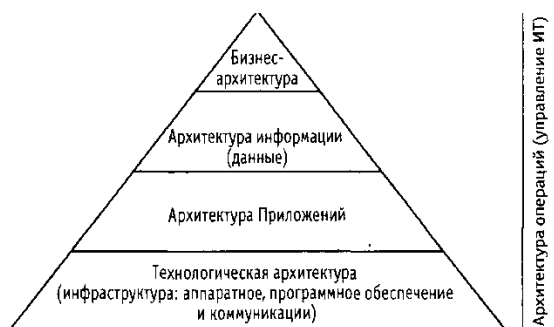 Бизнес-
архитектура
Архитектура информации
(данные)
Архитектура Приложений
Технологическая архитектура
(инфраструктура: аппаратное, программное обеспечение
и коммуникации)
Архитектура операций (управление ИТ)